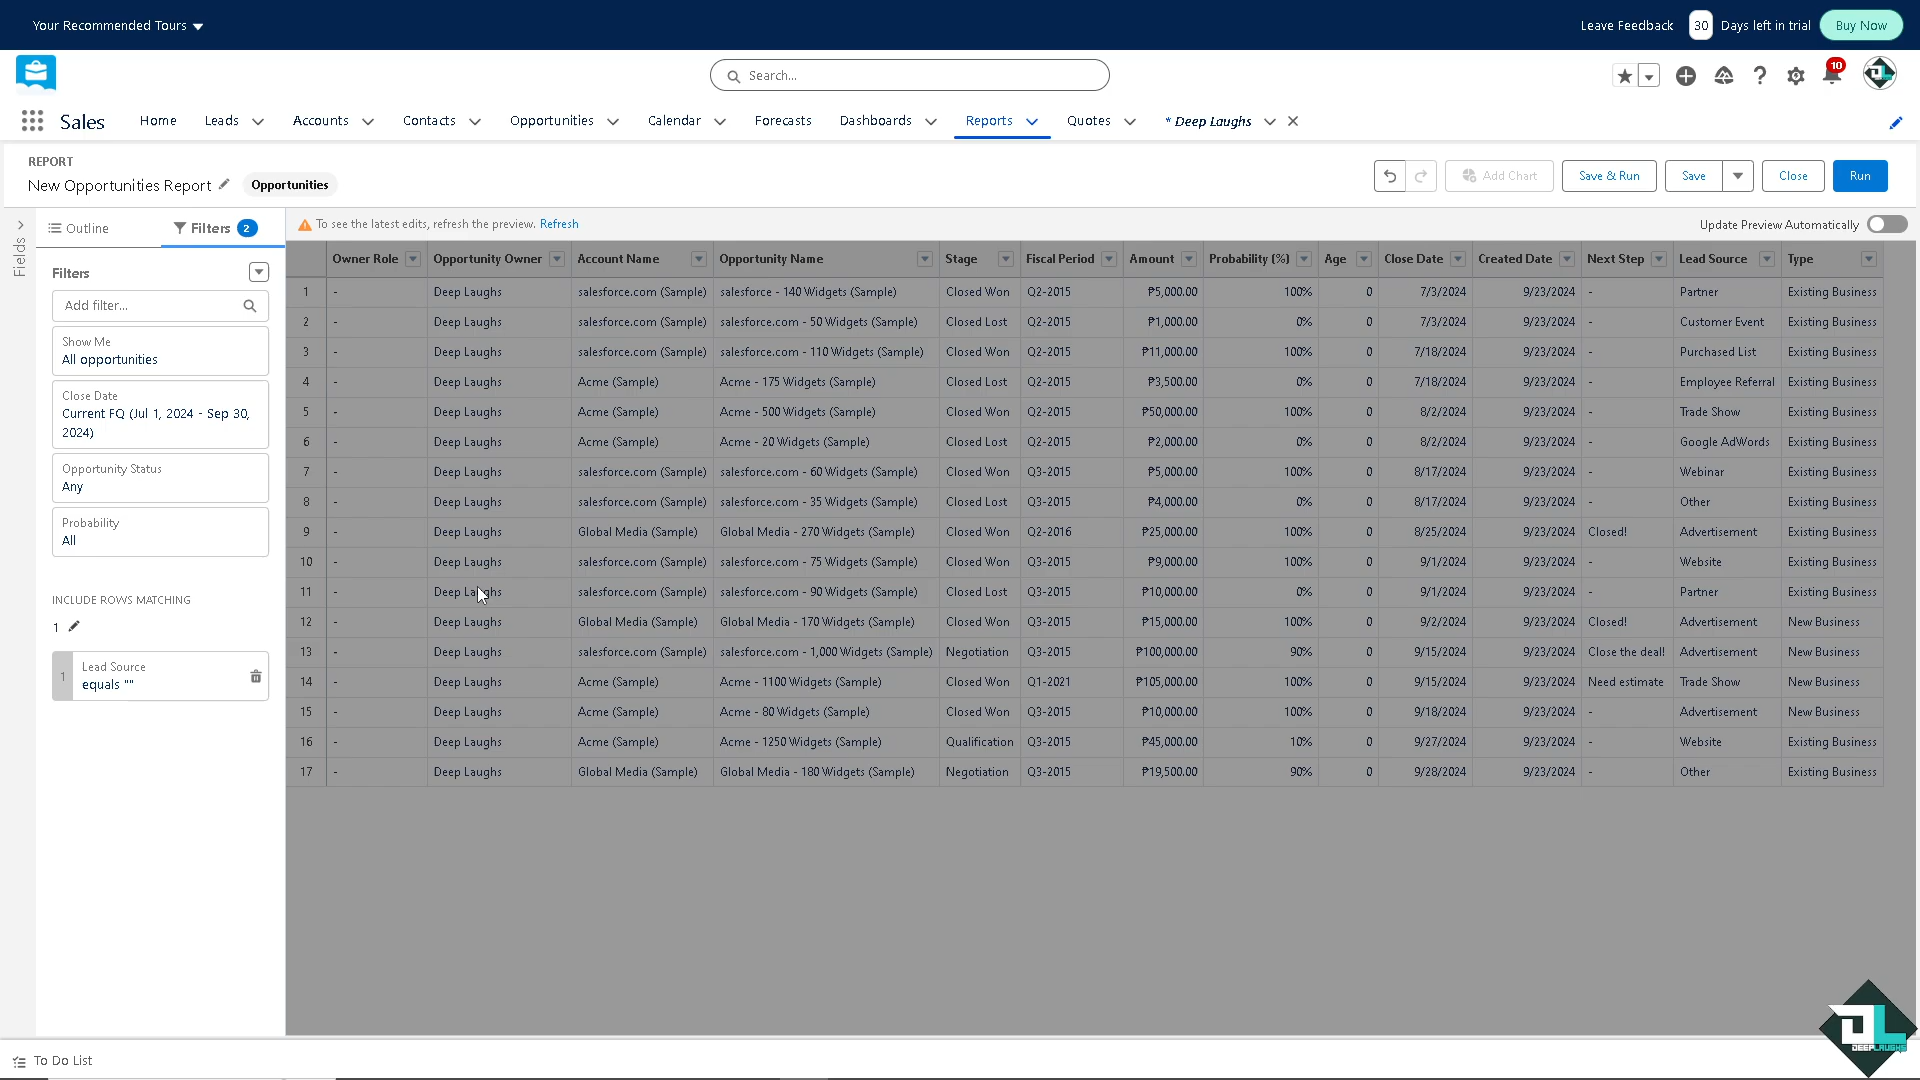 Your Recommended Tours
Leave Feedback 30 Days left in trial Buy Now
Search...
10
Sales Home Leads Accounts Contacts Opportunities Calendar Forecasts Dashboards Reports Quotes * Deep Laughs
REPORT
New Opportunities Report Opportunities
Add Chart Save & Run Save Close Run
Fields
Outline Filters 2
To see the latest edits, refresh the preview. Refresh
Update Preview Automatically
Filters
Add filter...
Show Me
All opportunities
Close Date
Current FQ (Jul 1, 2024 - Sep 30,
2024)
Opportunity Status
Any
Probability
All
INCLUDE ROWS MATCHING
1
1 Lead Source
equals ""
Owner Role Opportunity Owner Account Name Opportunity Name Stage Fiscal Period Amount Probability (%) Age Close Date Created Date Next Step Lead Source Type
1 - Deep Laughs salesforce.com (Sample) salesforce - 140 Widgets (Sample) Closed Won Q2-2015 ₱5,000.00 100% 0 7/3/2024 9/23/2024 - Partner Existing Business
2 - Deep Laughs salesforce.com (Sample) salesforce.com - 50 Widgets (Sample) Closed Lost Q2-2015 ₱1,000.00 0% 0 7/3/2024 9/23/2024 - Customer Event Existing Business
3 - Deep Laughs salesforce.com (Sample) salesforce.com - 110 Widgets (Sample) Closed Won Q2-2015 ₱11,000.00 100% 0 7/18/2024 9/23/2024 - Purchased List Existing Business
4 - Deep Laughs Acme (Sample) Acme - 175 Widgets (Sample) Closed Lost Q2-2015 ₱3,500.00 0% 0 7/18/2024 9/23/2024 - Employee Referral Existing Business
5 - Deep Laughs Acme (Sample) Acme - 500 Widgets (Sample) Closed Won Q2-2015 ₱50,000.00 100% 0 8/2/2024 9/23/2024 - Trade Show Existing Business
6 - Deep Laughs Acme (Sample) Acme - 20 Widgets (Sample) Closed Lost Q2-2015 ₱2,000.00 0% 0 8/2/2024 9/23/2024 - Google AdWords Existing Business
7 - Deep Laughs salesforce.com (Sample) salesforce.com - 60 Widgets (Sample) Closed Won Q3-2015 ₱5,000.00 100% 0 8/17/2024 9/23/2024 - Webinar Existing Business
8 - Deep Laughs salesforce.com (Sample) salesforce.com - 35 Widgets (Sample) Closed Lost Q3-2015 ₱4,000.00 0% 0 8/17/2024 9/23/2024 - Other Existing Business
9 - Deep Laughs Global Media (Sample) Global Media - 270 Widgets (Sample) Closed Won Q2-2016 ₱25,000.00 100% 0 8/25/2024 9/23/2024 Closed! Advertisement Existing Business
10 - Deep Laughs salesforce.com (Sample) salesforce.com - 75 Widgets (Sample) Closed Won Q3-2015 ₱9,000.00 100% 0 9/1/2024 9/23/2024 - Website Existing Business
11 - Deep Laughs salesforce.com (Sample) salesforce.com - 90 Widgets (Sample) Closed Lost Q3-2015 ₱10,000.00 0% 0 9/1/2024 9/23/2024 - Partner Existing Business
12 - Deep Laughs Global Media (Sample) Global Media - 170 Widgets (Sample) Closed Won Q3-2015 ₱15,000.00 100% 0 9/2/2024 9/23/2024 Closed! Advertisement New Business
13 - Deep Laughs salesforce.com (Sample) salesforce.com - 1,000 Widgets (Sample) Negotiation Q3-2015 ₱100,000.00 90% 0 9/15/2024 9/23/2024 Close the deal! Advertisement New Business
14 - Deep Laughs Acme (Sample) Acme - 1100 Widgets (Sample) Closed Won Q1-2021 ₱105,000.00 100% 0 9/15/2024 9/23/2024 Need estimate Trade Show New Business
15 - Deep Laughs Acme (Sample) Acme - 80 Widgets (Sample) Closed Won Q3-2015 ₱10,000.00 100% 0 9/18/2024 9/23/2024 - Advertisement New Business
16 - Deep Laughs Acme (Sample) Acme - 1250 Widgets (Sample) Qualification Q3-2015 ₱45,000.00 10% 0 9/27/2024 9/23/2024 - Website Existing Business
17 - Deep Laughs Global Media (Sample) Global Media - 180 Widgets (Sample) Negotiation Q3-2015 ₱19,500.00 90% 0 9/28/2024 9/23/2024 - Other Existing Business
DEEPLAUGHS
To Do List